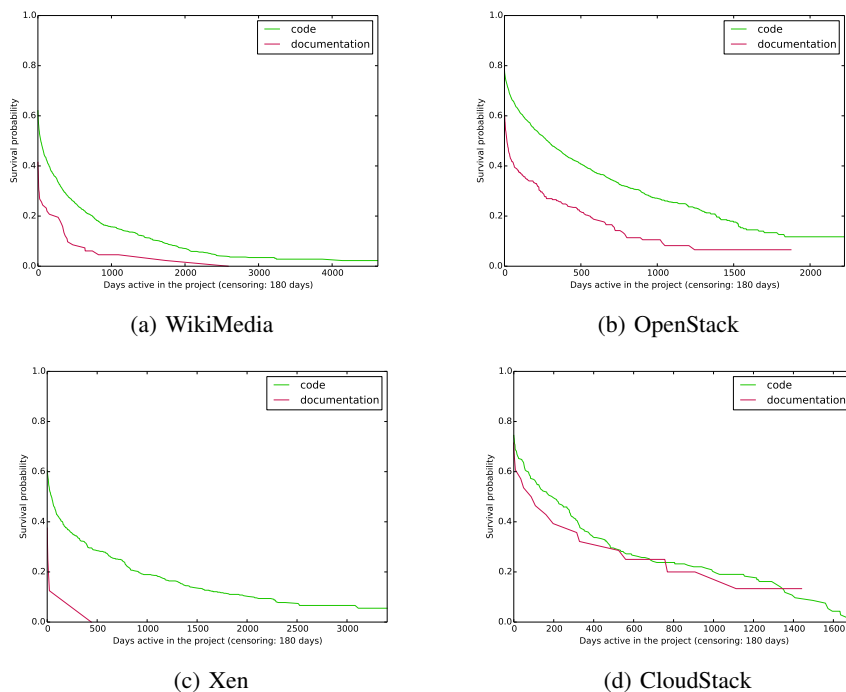 1.0
0.8
0.6
0.4
0.2
0.0
Survival probability
code
documentation
0 1000 2000 3000 4000
Days active in the project (censoring: 180 days)
(a) WikiMedia
1.0
0.8
0.6
0.4
0.2
0.0
Survival probability
code
documentation
0 500 1000 1500 2000
Days active in the project (censoring: 180 days)
(b) OpenStack
1.0
0.8
0.6
0.4
0.2
0.0
Survival probability
code
documentation
0 500 1000 1500 2000 2500 3000
Days active in the project (censoring: 180 days)
(c) Xen
1.0
0.8
0.6
0.4
0.2
0.0
Survival probability
code
documentation
0 200 400 600 800 1000 1200 1400 1600
Days active in the project (censoring: 180 days)
(d) CloudStack